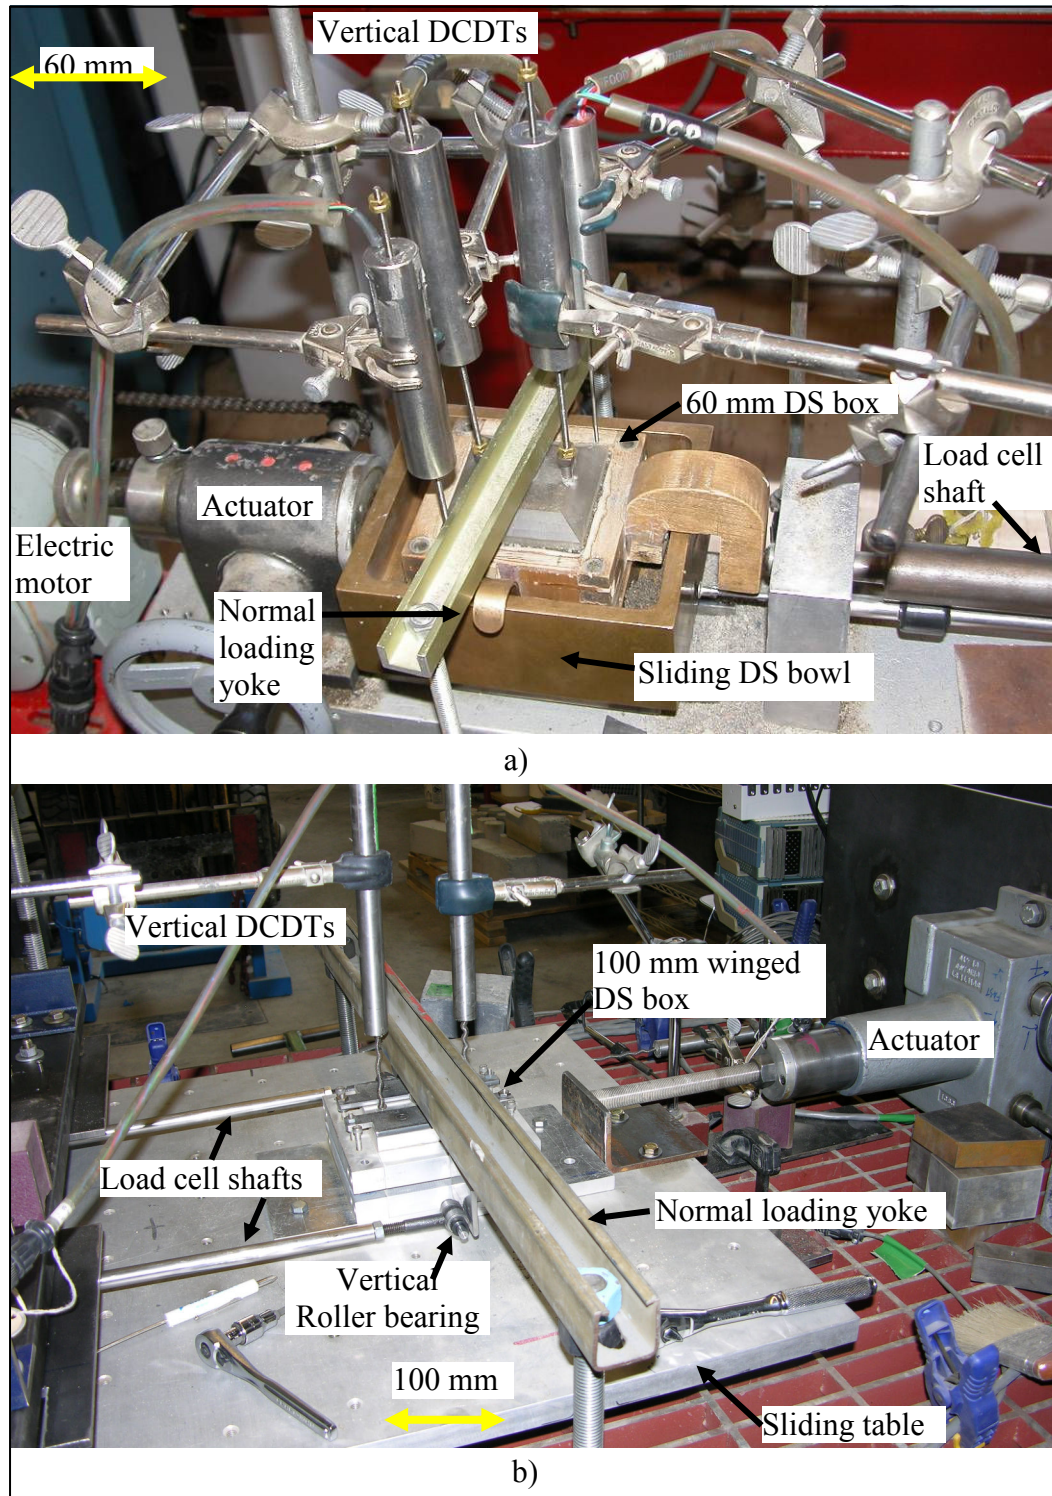 Vertical DCDTs
60 mm
DCP
FOOD
60 mm DS box
Load cell
shaft
Actuator
Electric
motor
Normal
loading
yoke
Sliding DS bowl
a)
Vertical DCDTs
100 mm winged
DS box
Actuator
Load cell shafts
Normal loading yoke
Vertical
Roller bearing
100 mm
Sliding table
b)